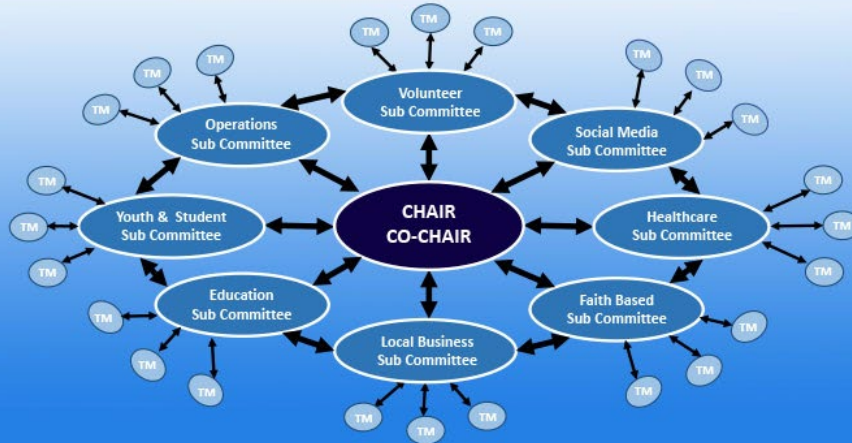 TM
TM
TM
TM
TM
TM
Volunteer
Sub Committee
TM
TM
TM
Operations
Sub Committee
Social Media
Sub Committee
TM
TM
TM
TM
Youth &  Student
Sub Committee
CHAIR
CO-CHAIR
Healthcare
Sub Committee
TM
TM
TM
TM
Education
Sub Committee
Faith Based
Sub Committee
TM
TM
TM
Local Business
Sub Committee
TM
TM
TM
TM
TM
TM